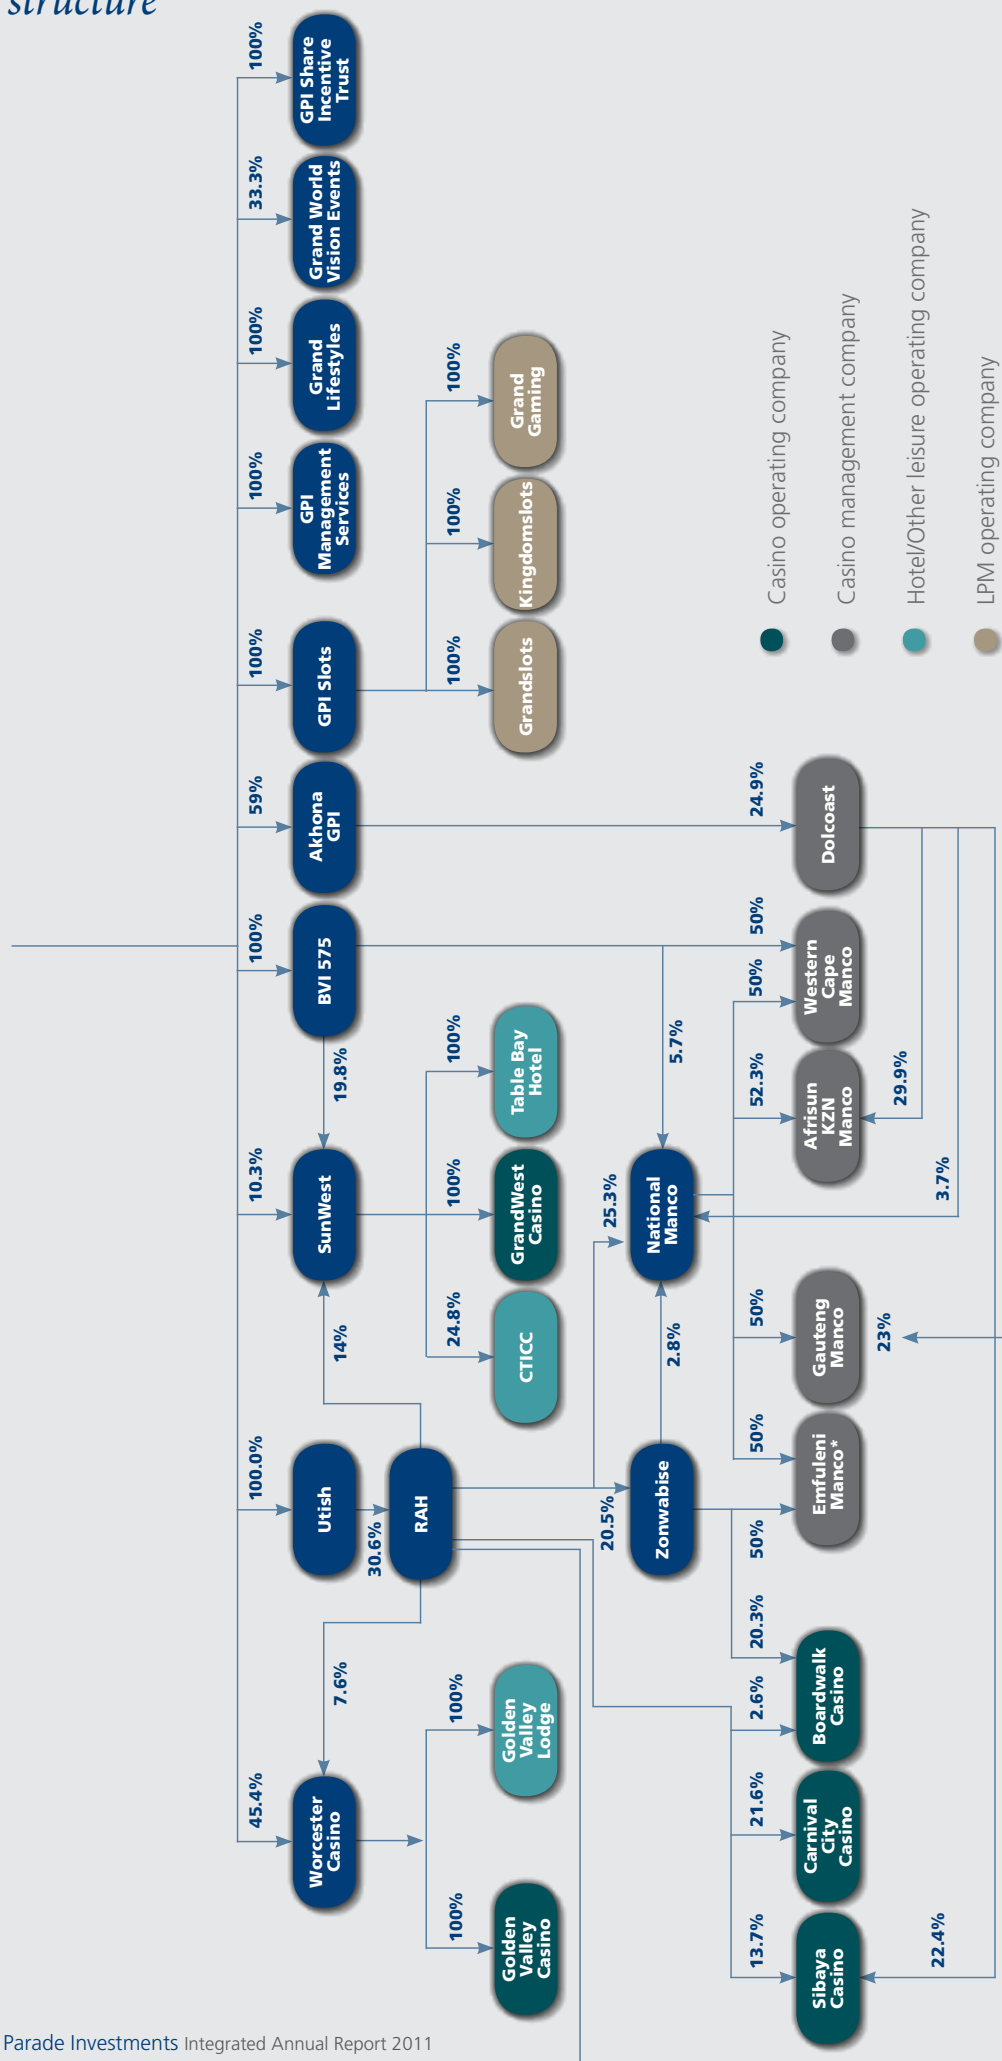 structure
45.4%
100.0%
10.3%
100%
59%
100%
100%
100%
33.3%
100%
Worcester
Casino
Utish
SunWest
BVI 575
Akhona
GPI
GPI Slots
GPI
Management
Services
Grand
Lifestyles
Grand World
Vision Events
GPI Share
Incentive
Trust
7.6%
14%
19.8%
30.6%
RAH
100%
100%
24.8%
100%
100%
100%
100%
100%
Golden
Valley
Casino
Golden
Valley
Lodge
CTICC
GrandWest
Casino
Table Bay
Hotel
Grandslots
Kingdomslots
Grand
Gaming
20.5%
25.3%
Zonwabise
2.8%
National
Manco
5.7%
13.7%
21.6%
2.6%
20.3%
50%
50%
50%
52.3%
50%
50%
24.9%
Sibaya
Casino
Carnival
City
Casino
Boardwalk
Casino
Emfuleni
Manco*
Gauteng
Manco
Afrisun
KZN
Manco
Western
Cape
Manco
Dolcoast
23%
29.9%
22.4%
3.7%
Casino operating company
Casino management company
Hotel/Other leisure operating company
LPM operating company
Parade Investments Integrated Annual Report 2011